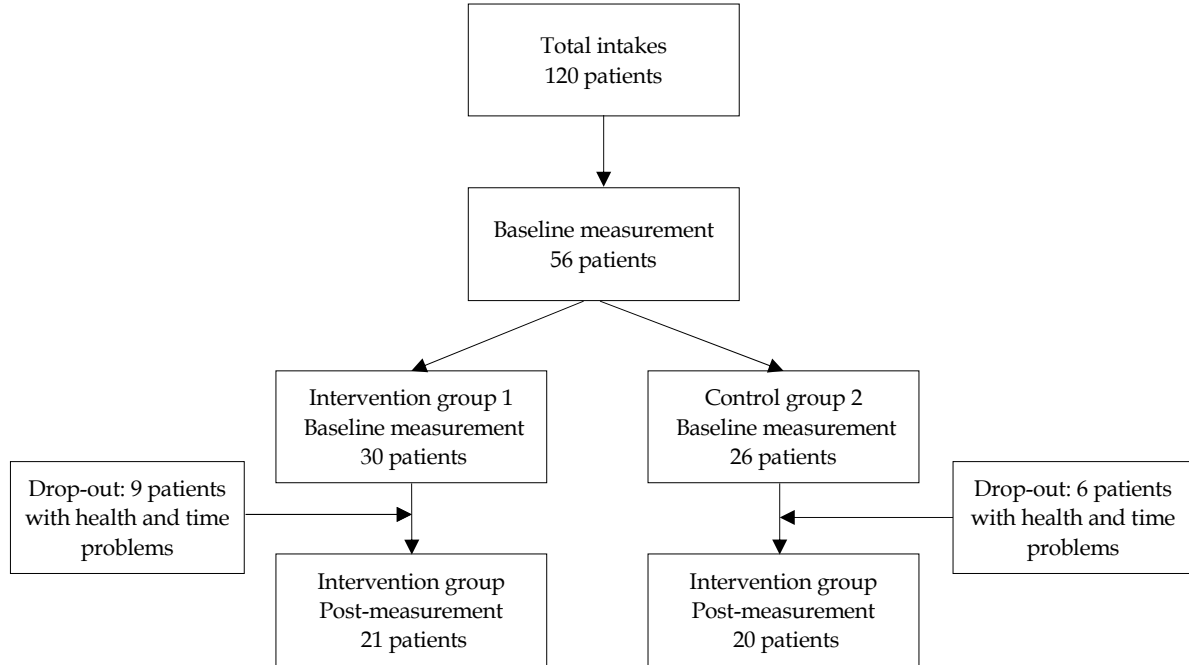 Total intakes
120 patients
Baseline measurement
56 patients
Intervention group 1
Baseline measurement
30 patients
Control group 2
Baseline measurement
26 patients
Drop-out: 9 patients
with health and time
problems
Drop-out: 6 patients
with health and time
problems
Intervention group
Post-measurement
21 patients
Intervention group
Post-measurement
20 patients